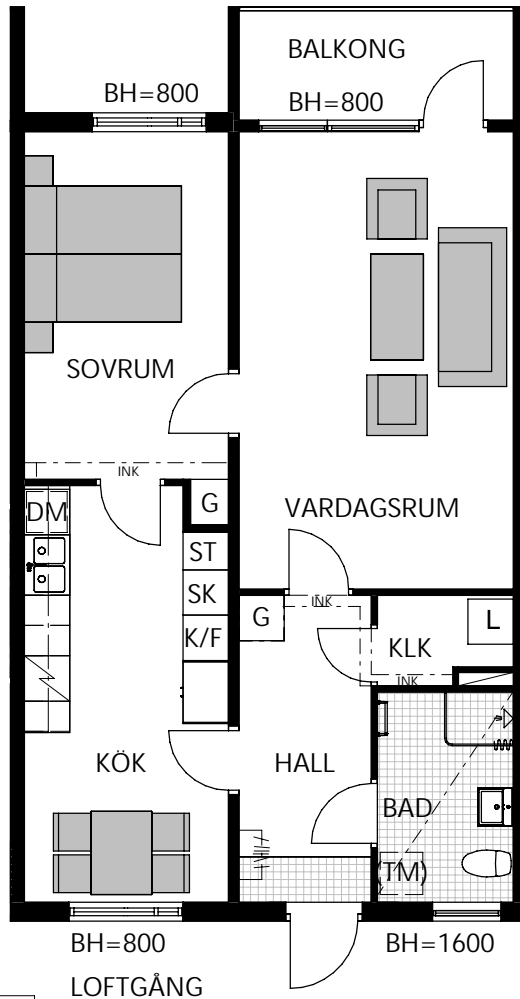 BALKONG
BH=800
BH=800
SOVRUM
INK
DM
G
VARDAGSRUM
ST
SK
INK
G
L
K/F
KLK
INK
KÖK
HALL
BAD
(TM)
BH=800
BH=1600
LOFTGÅNG